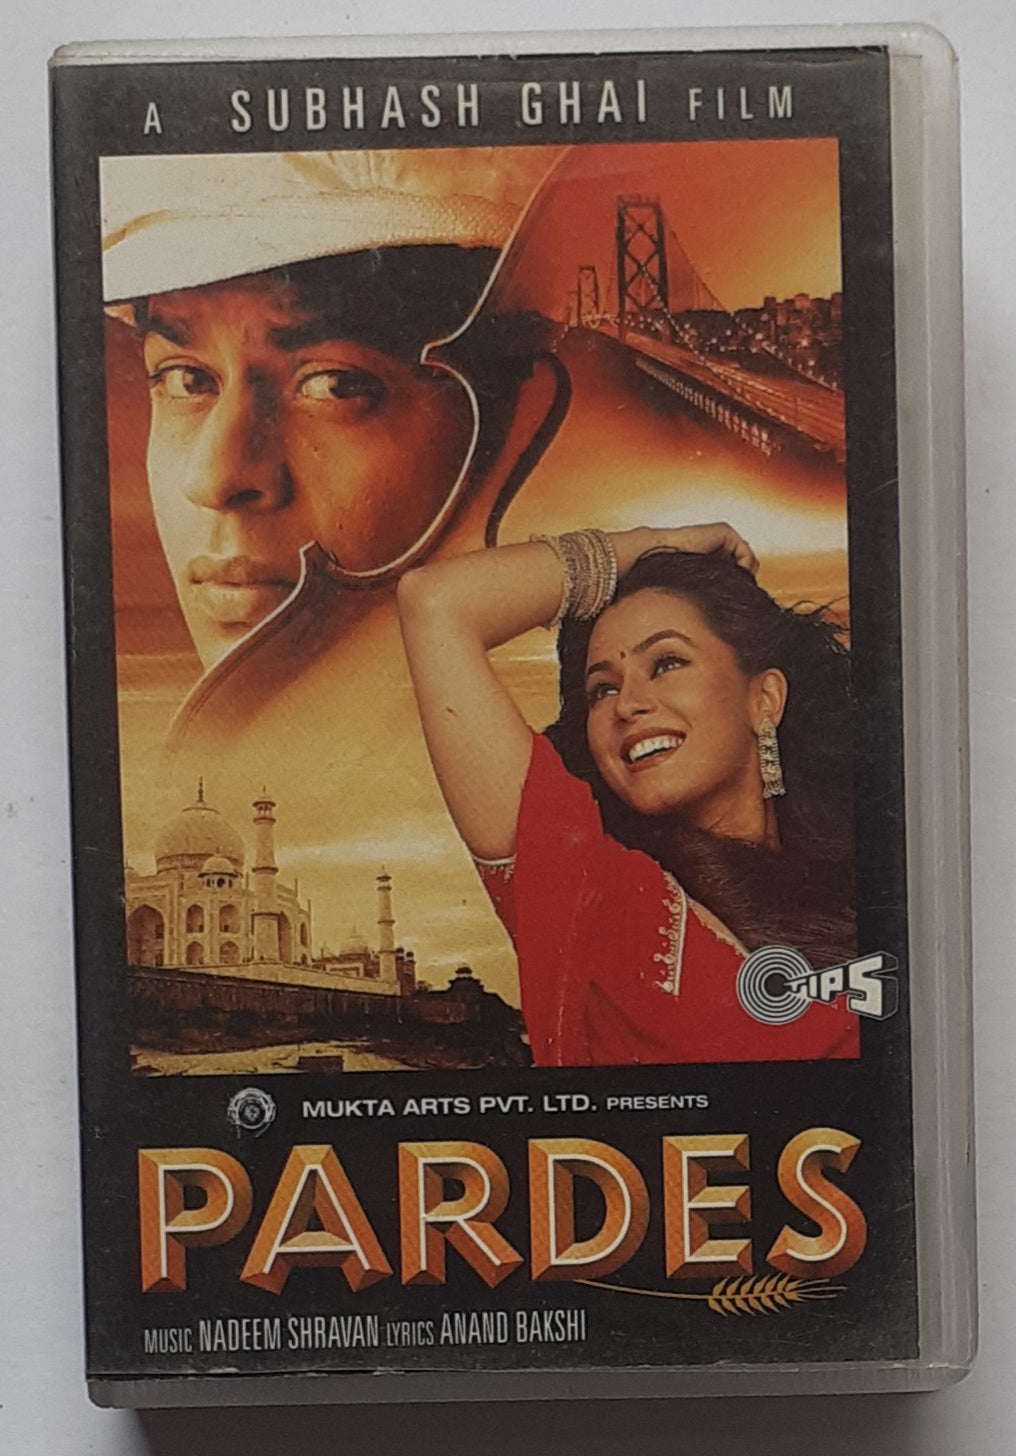 A SUBHASH GHAI FILM
TIPS
MUKTA ARTS PVT. LTD. PRESENTS
PARDES
MUSIC NADEEM SHRAVAN LYRICS ANAND BAKSHI